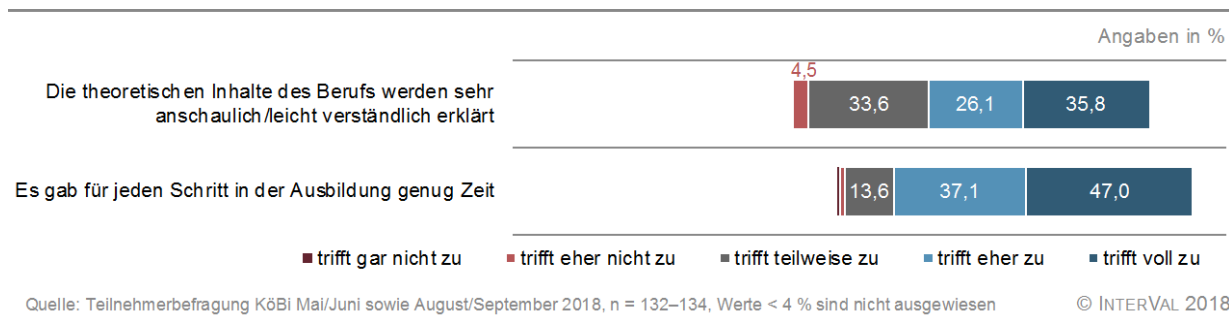 Angaben in %
4,5
Die theoretischen Inhalte des Berufs werden sehr
anschaulich/leicht verständlich erklärt
33,6 26,1 35,8
Es gab für jeden Schritt in der Ausbildung genug Zeit
13,6 37,1 47,0
trifft gar nicht zu trifft eher nicht zu trifft teilweise zu trifft eher zu trifft voll zu
Quelle: Teilnehmerbefragung KöBi Mai/Juni sowie August/September 2018, n = 132–134, Werte < 4 % sind nicht ausgewiesen © INTERVAL 2018